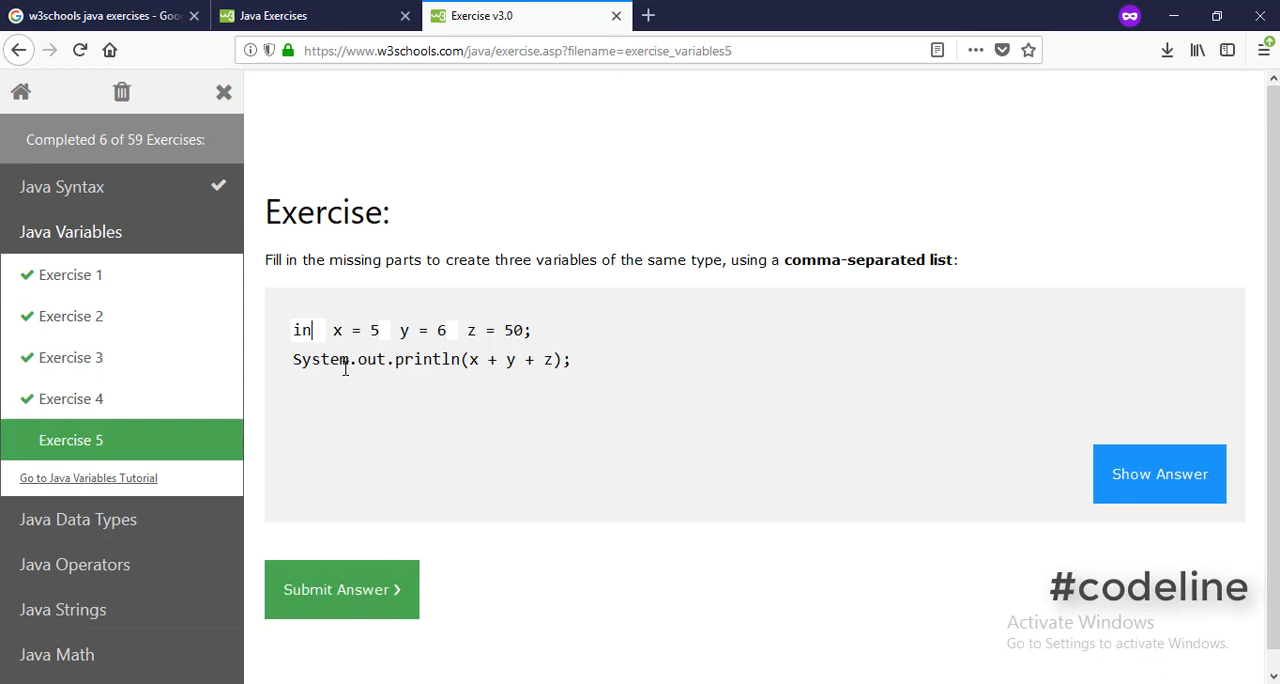 w3schools java exercises - Goo
Java Exercises
Exercise v3.0
https://www.w3schools.com/java/exercise.asp?filename=exercise_variables5
Completed 6 of 59 Exercises:
Java Syntax
Java Variables
Exercise 1
Exercise 2
Exercise 3
Exercise 4
Exercise 5
Go to Java Variables Tutorial
Java Data Types
Java Operators
Java Strings
Java Math
Exercise:
Fill in the missing parts to create three variables of the same type, using a comma-separated list:
in x = 5 y = 6 z = 50;
System.out.println(x + y + z);
Show Answer
Submit Answer ❯
#codeline
Activate Windows
Go to Settings to activate Windows.